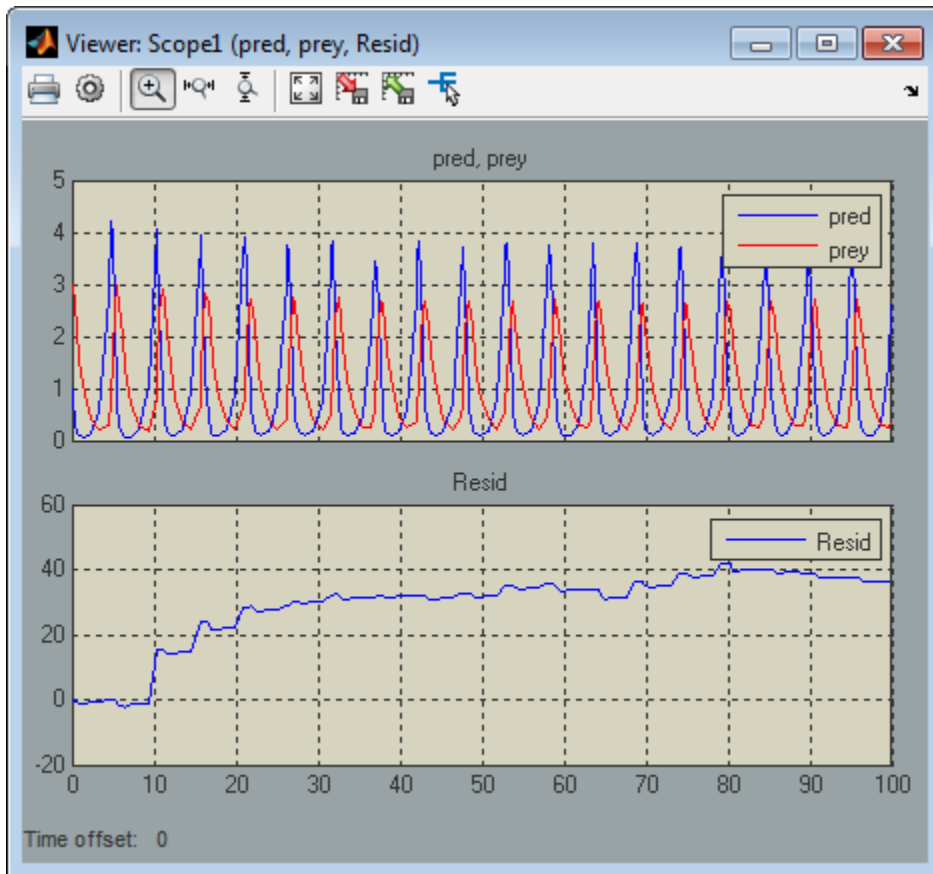 Viewer: Scope1 (pred, prey, Resid)
pred, prey
5
4
3
2
1
0
pred
prey
Resid
60
40
20
0
-20
Resid
0 10 20 30 40 50 60 70 80 90 100
Time offset: 0